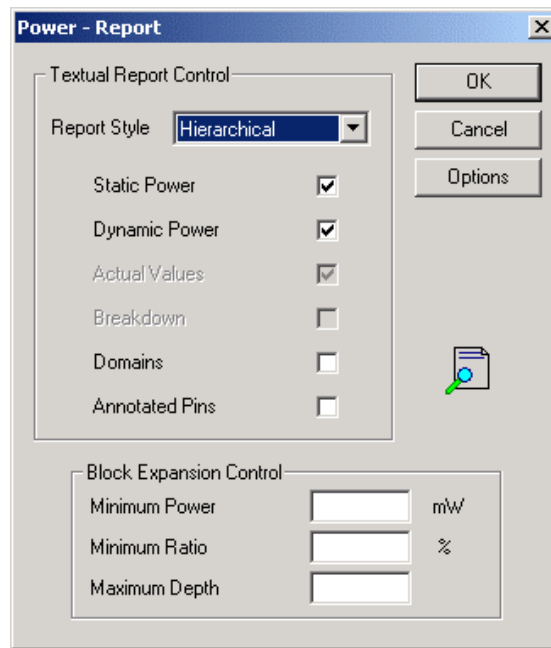 Power - Report
Textual Report Control
OK
Report Style Hierarchical
Cancel
Static Power
Options
Dynamic Power
Actual Values
Breakdown
Domains
Annotated Pins
Block Expansion Control
Minimum Power mW
Minimum Ratio %
Maximum Depth